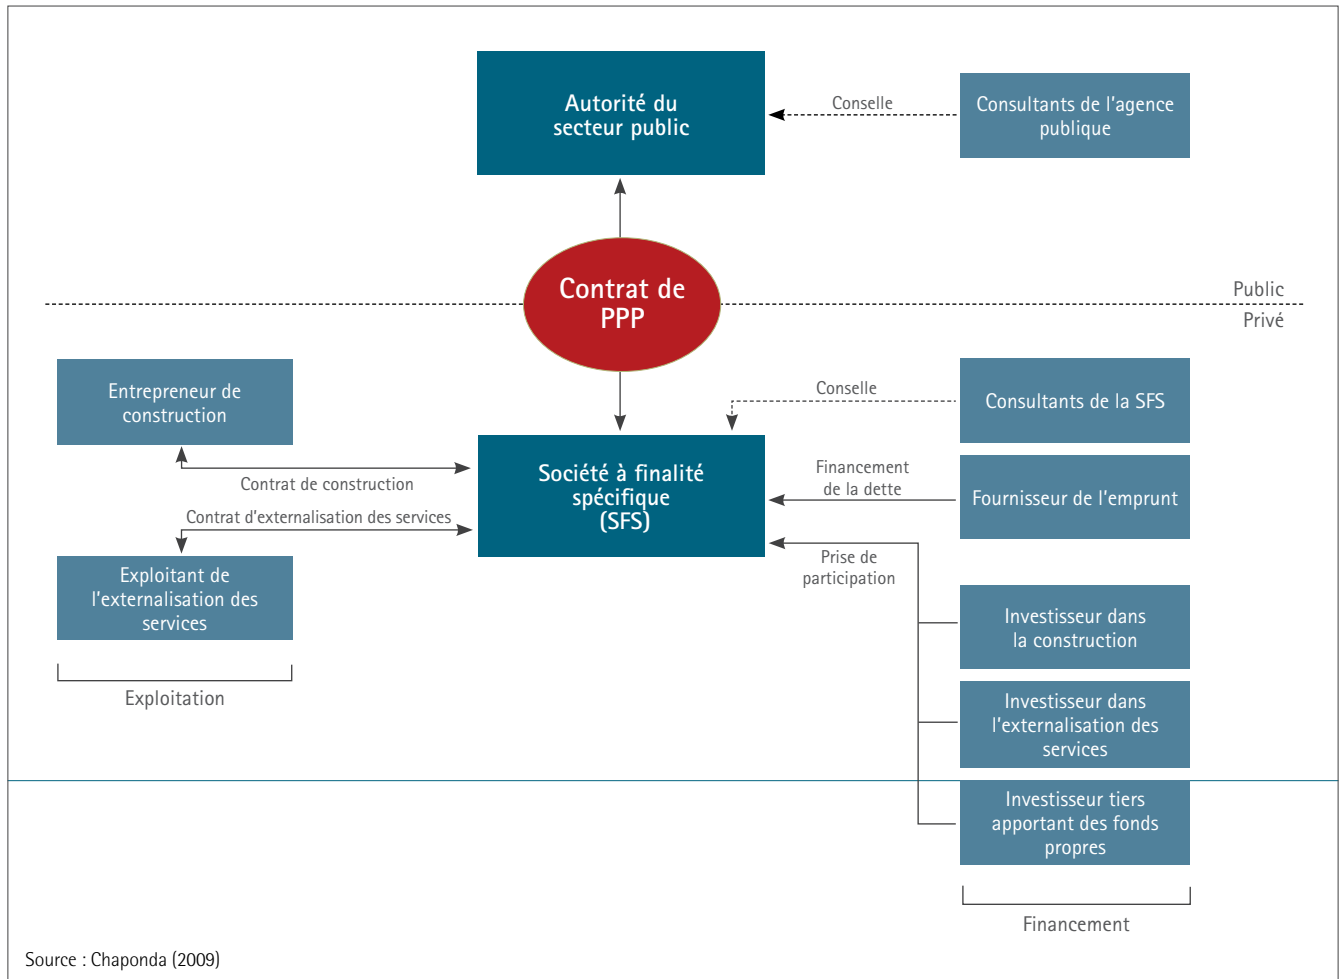 Autorité du
secteur public
Conselle
Consultants de l'agence
publique
Contrat de
PPP
Public
Privé
Entrepreneur de
construction
Conselle
Consultants de la SFS
Contrat de construction
Société à finalité
spécifique
(SFS)
Financement
de la dette
Fournisseur de l'emprunt
Contrat d'externalisation des services
Exploitant de
l'externalisation des
services
Prise de
participation
Investisseur dans
la construction
Exploitation
Investisseur dans
l'externalisation des
services
Investisseur tiers
apportant des fonds
propres
Financement
Source : Chaponda (2009)